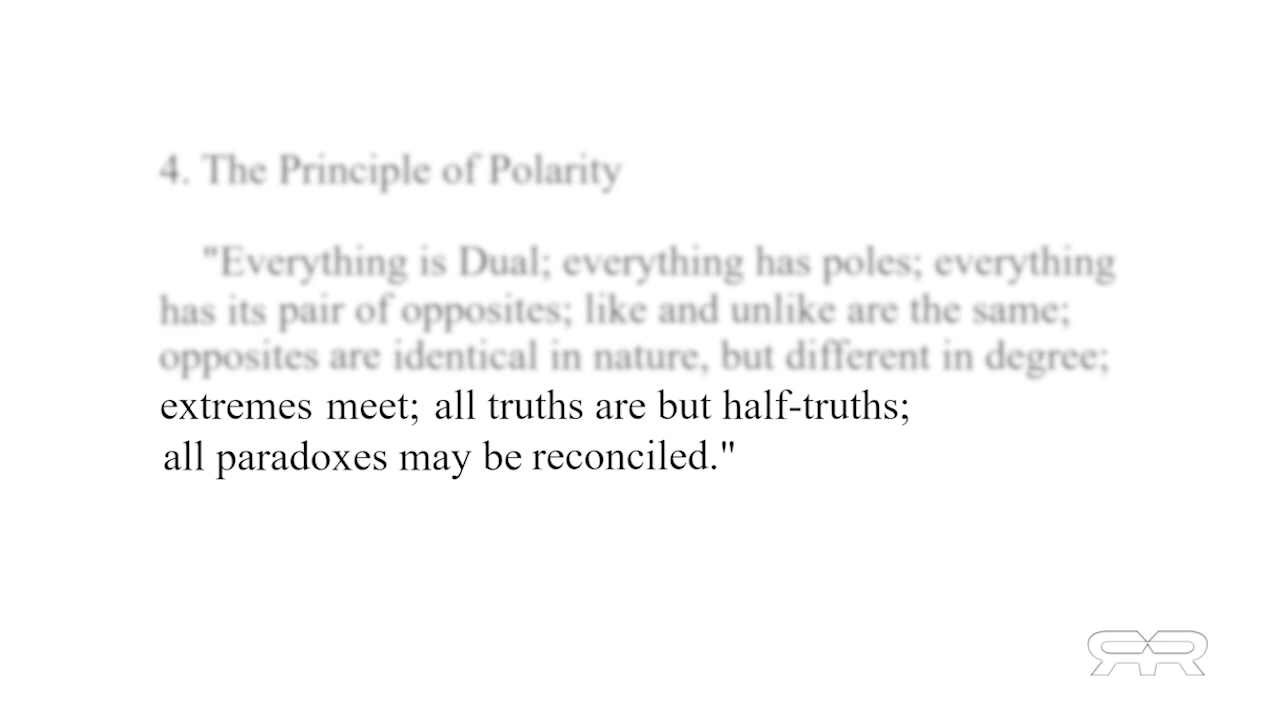 4. The Principle of Polarity
"Everything is Dual; everything has poles; everything
has its pair of opposites; like and unlike are the same;
opposites are identical in nature, but different in degree;
extremes meet; all truths are but half-truths;
all paradoxes may be reconciled."
RR